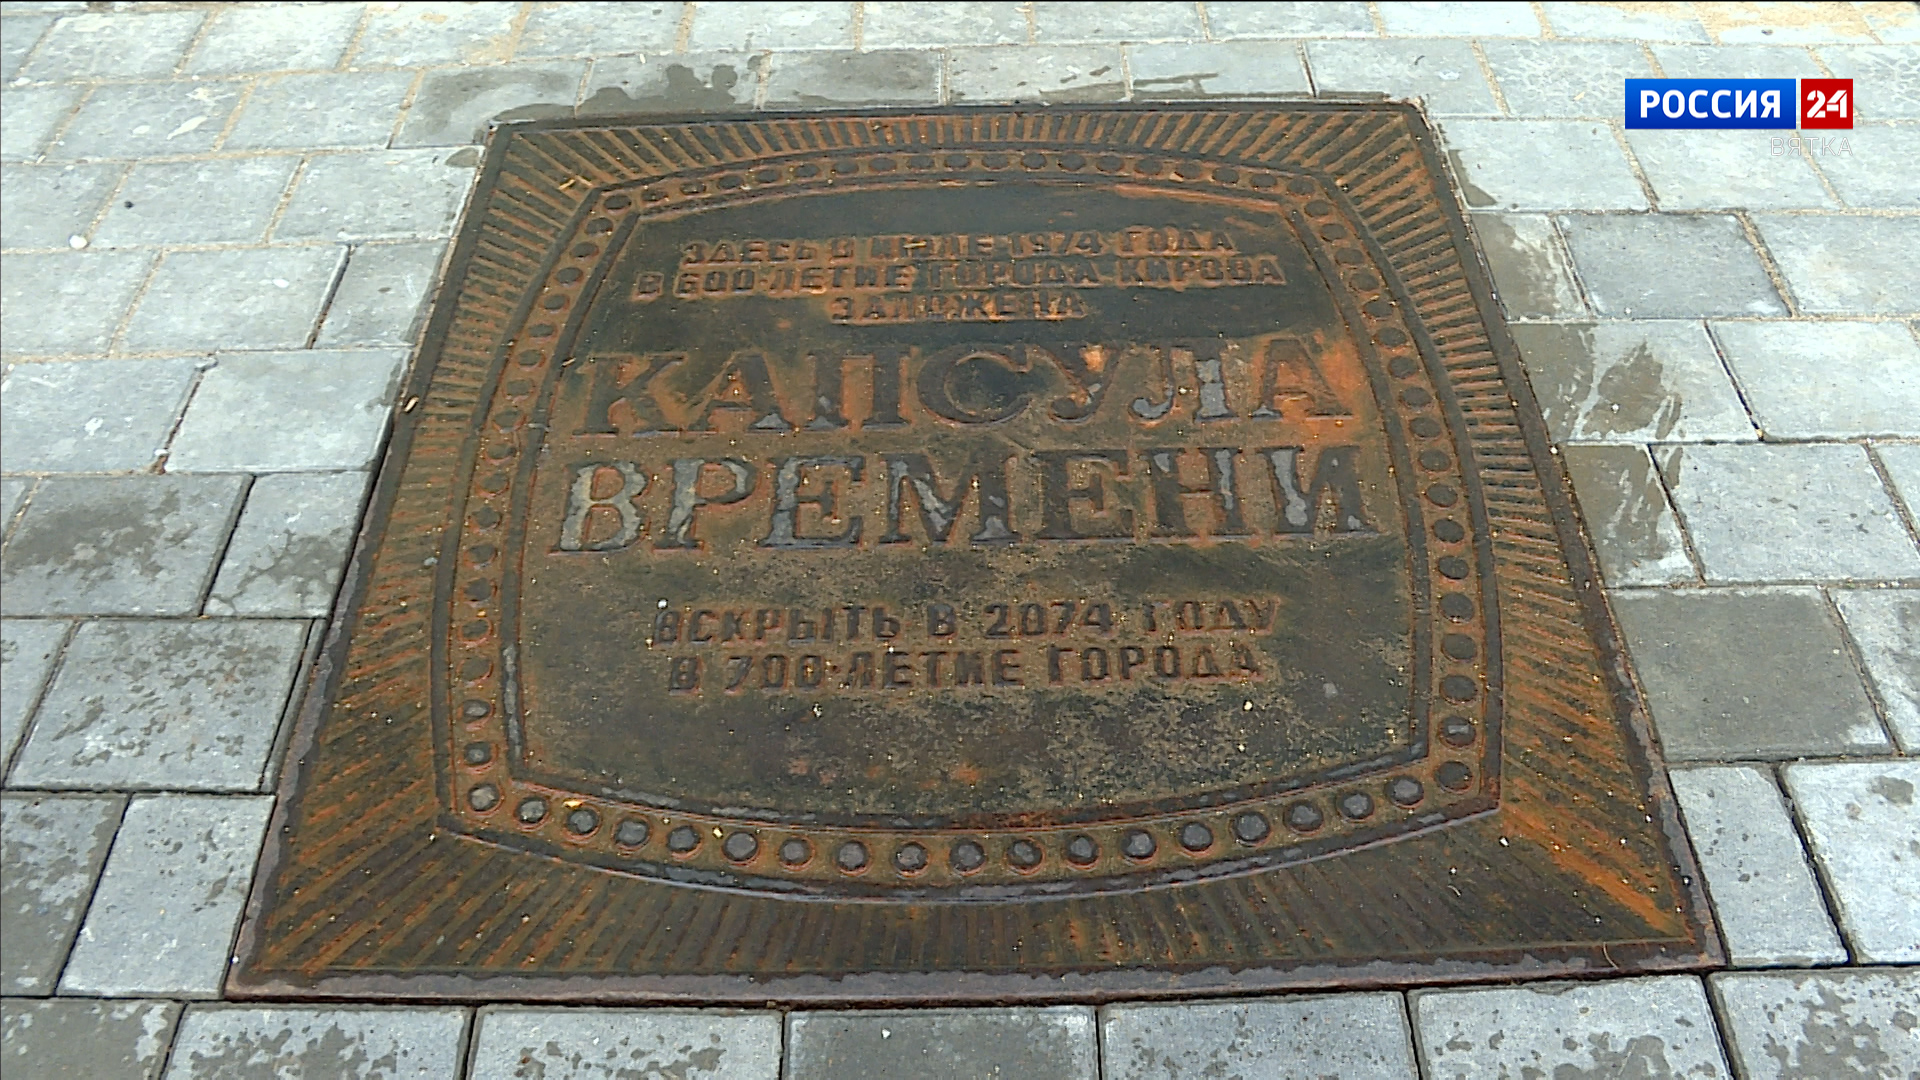 РОССИЯ 24
ВЯТКА
ЗДЕСЬ В ИЮЛЕ 1974 ГОДА
В 600-ЛЕТИЕ ГОРОДА КИРОВА
ЗАЛОЖЕНА
КАПСУЛА
ВРЕМЕНИ
ВСКРЫТЬ В 2074 ГОДУ
В 700-ЛЕТИЕ ГОРОДА